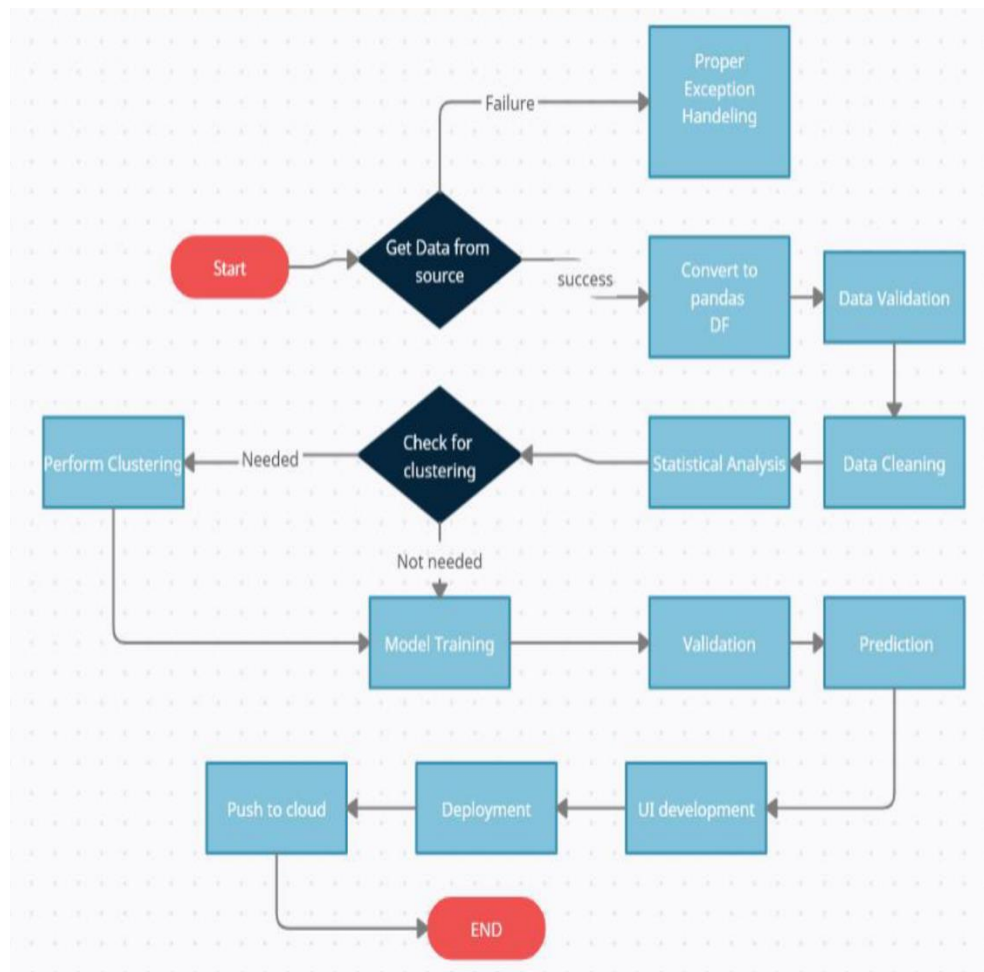 Proper
Exception
Handeling
Failure
Start
Get Data from
source
success
Convert to
pandas
DF
Data Validation
Perform Clustering
Needed
Check for
clustering
Statistical Analysis
Data Cleaning
Not needed
Model Training
Validation
Prediction
Push to cloud
Deployment
UI development
END